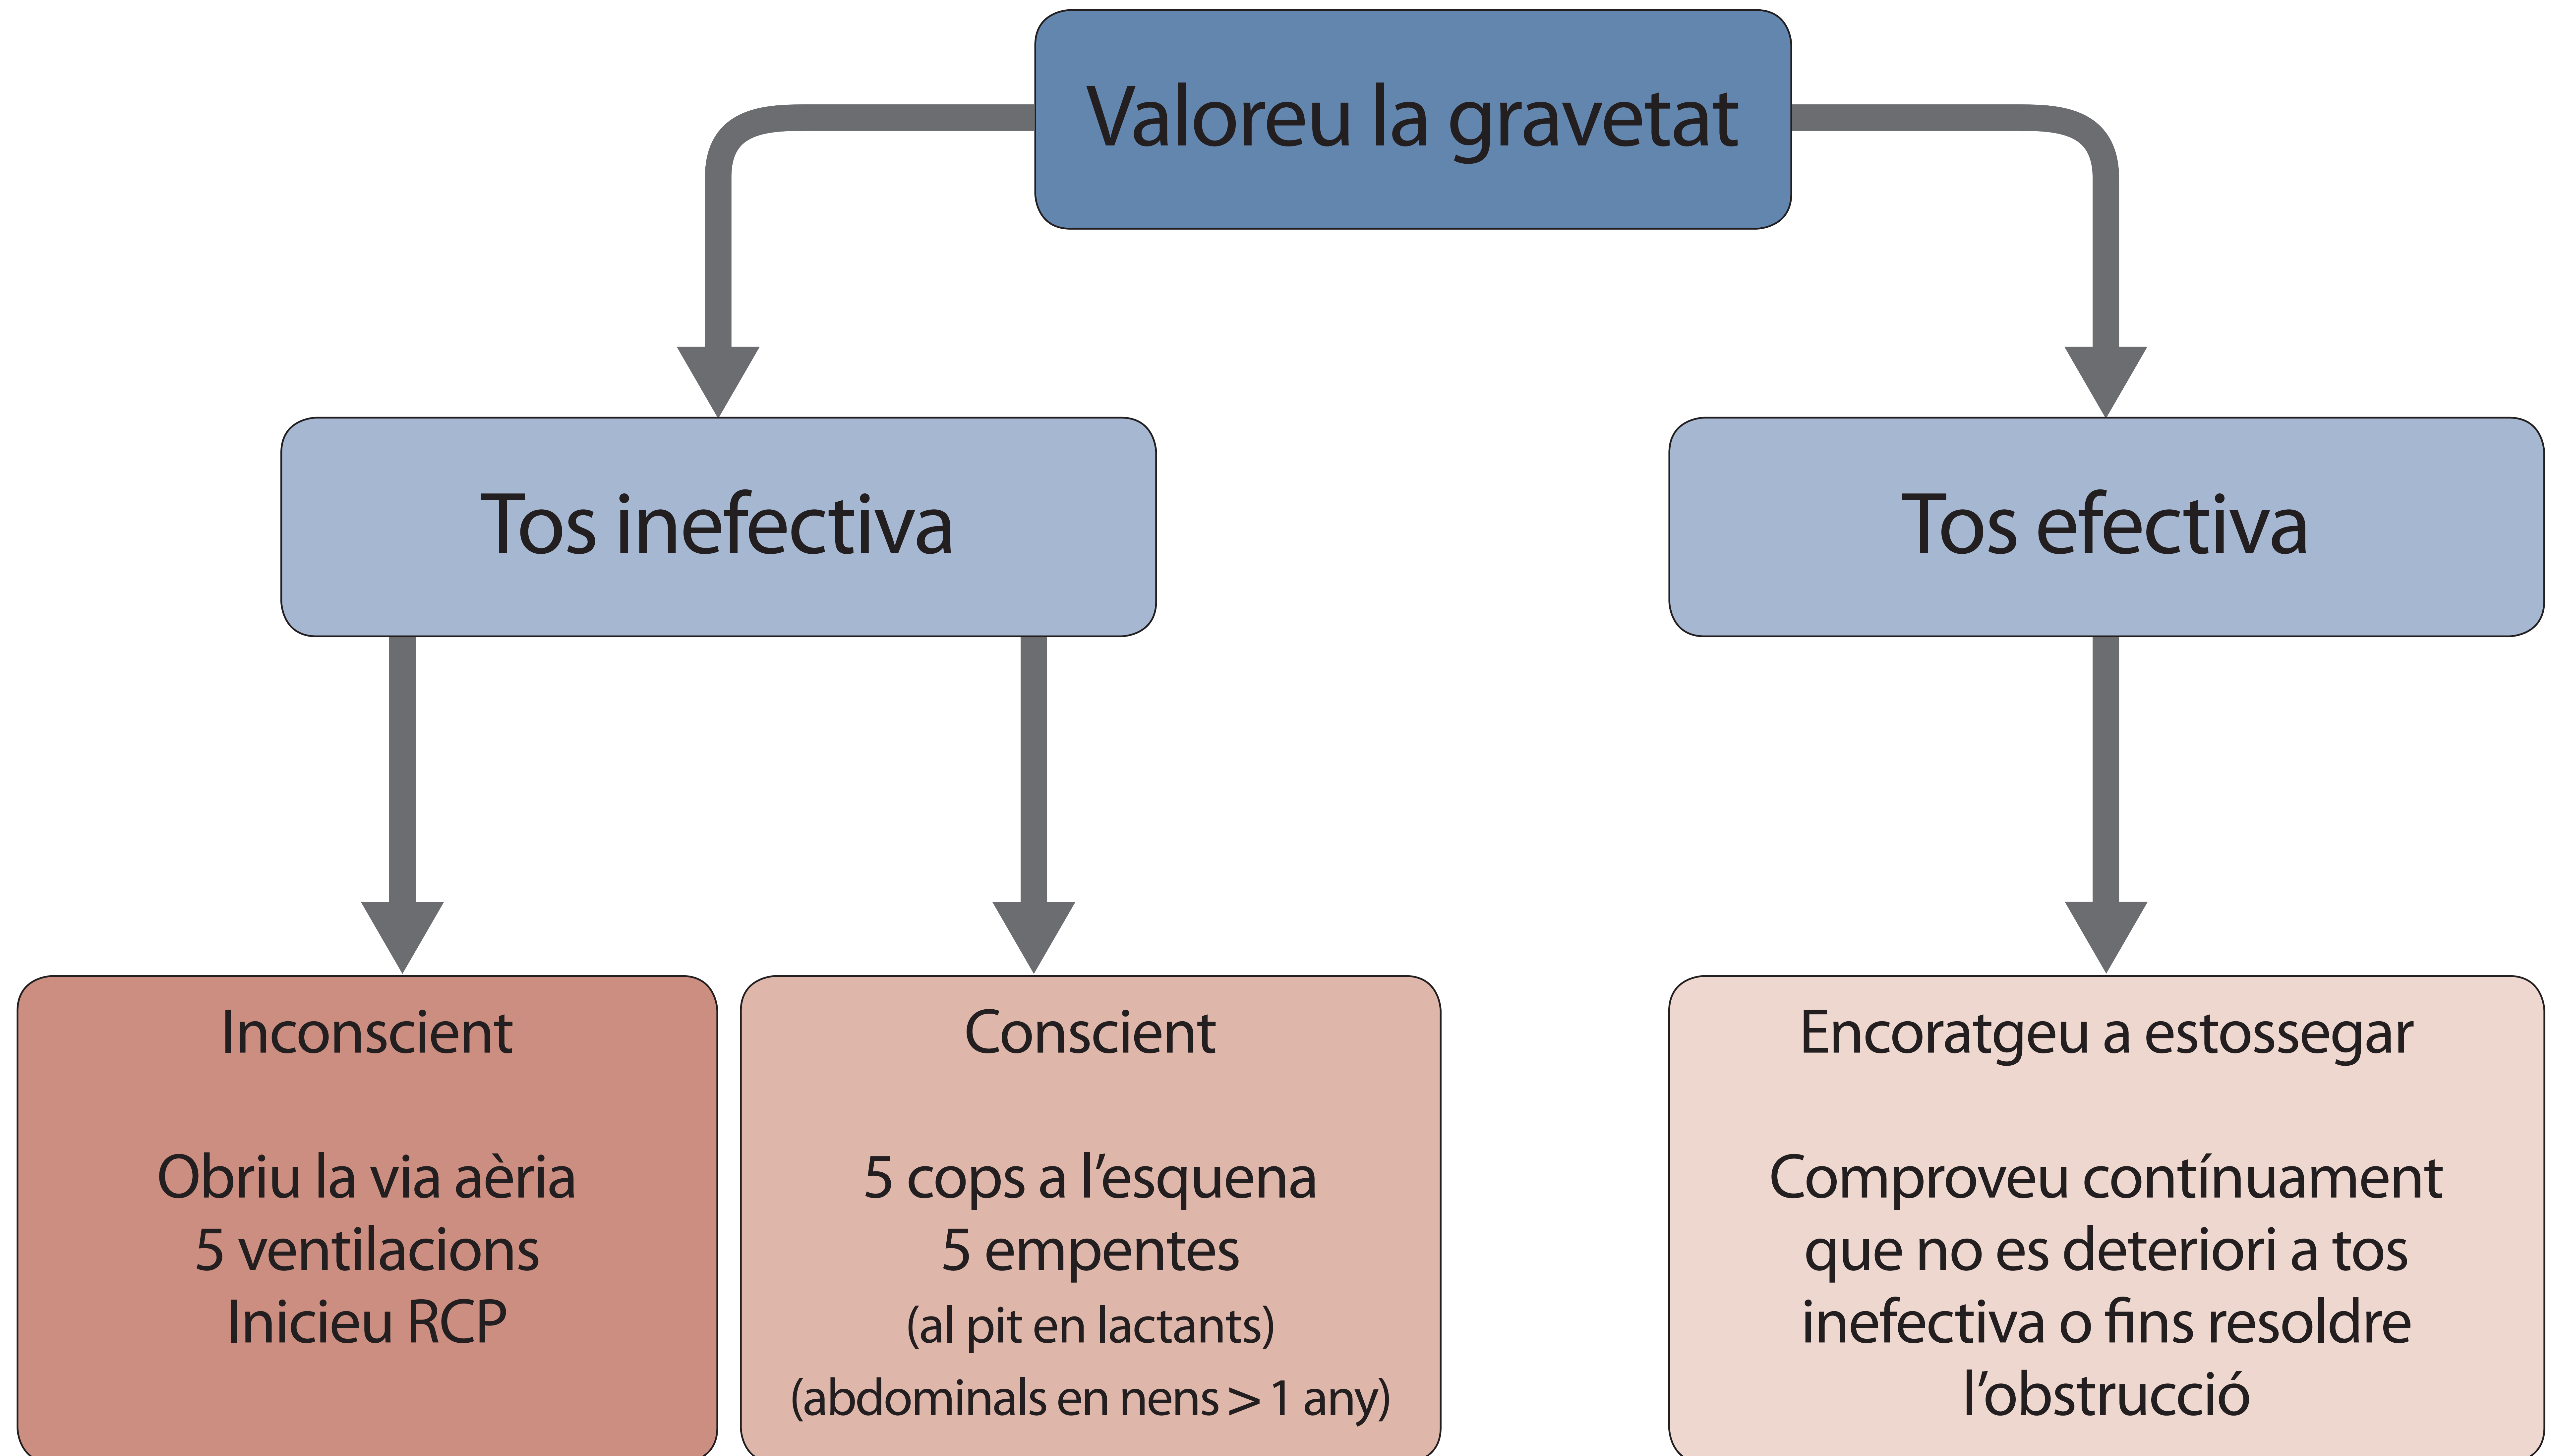 Valoreu la gravetat
Tos inefectiva
Tos efectiva
Inconscient
Obriu la via aèria
5 ventilacions
Inicieu RCP
Conscient
5 cops a l’esquena
5 empentes
(al pit en lactants)
(abdominals en nens > 1 any)
Encoratgeu a estossegar
Comproveu contínuament
que no es deteriori a tos
inefectiva o fins resoldre
l’obstrucció